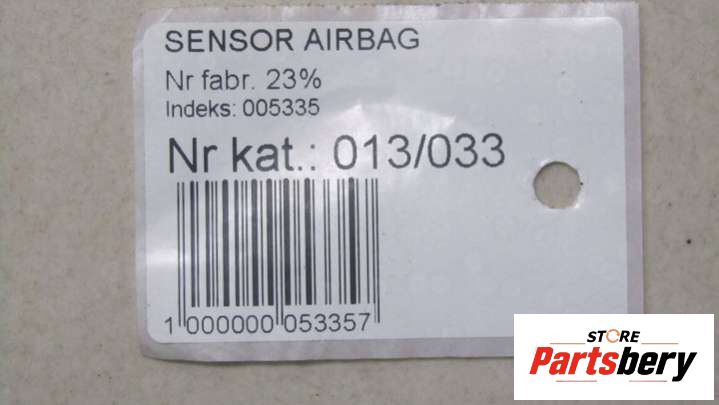 SENSOR AIRBAG
Nr fabr. 23%
Indeks: 005335
Nr kat.: 013/033
1 000000 053357
STORE
Partsbery